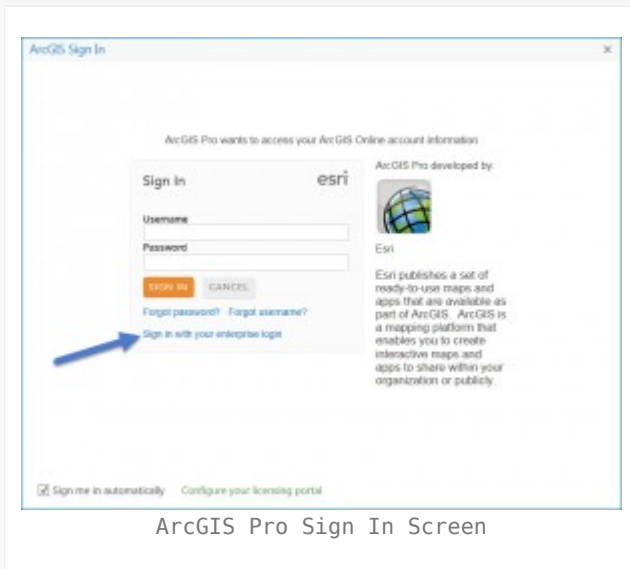 ArcGIS Sign In
ArcGIS Pro wants to access your ArcGIS Online account information
Sign In
esri
Username
Password
SIGN IN
CANCEL
Forgot password? Forgot username?
Sign in with your enterprise login
ArcGIS Pro developed by:
Esri
Esri publishes a set of
ready-to-use maps and
apps that are available as
part of ArcGIS. ArcGIS is
a mapping platform that
enables you to create
interactive maps and
apps to share within your
organization or publicly.
Sign me in automatically
Configure your licensing portal
ArcGIS Pro Sign In Screen